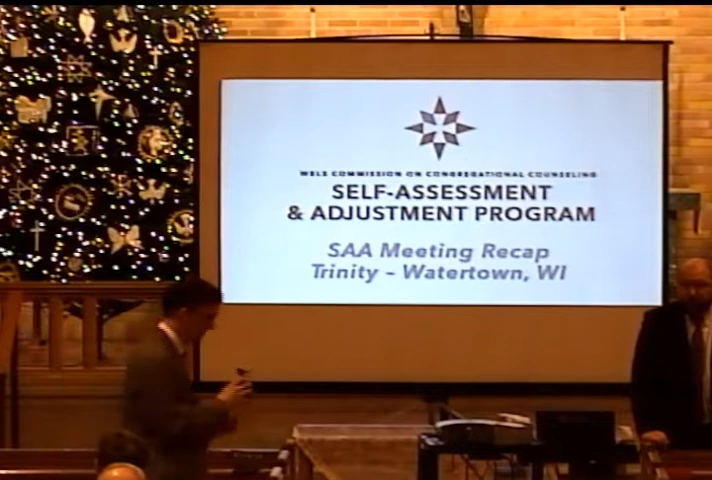 WELS COMMISSION ON CONGREGATIONAL COUNSELING
SELF-ASSESSMENT
& ADJUSTMENT PROGRAM
SAA Meeting Recap
Trinity – Watertown, WI